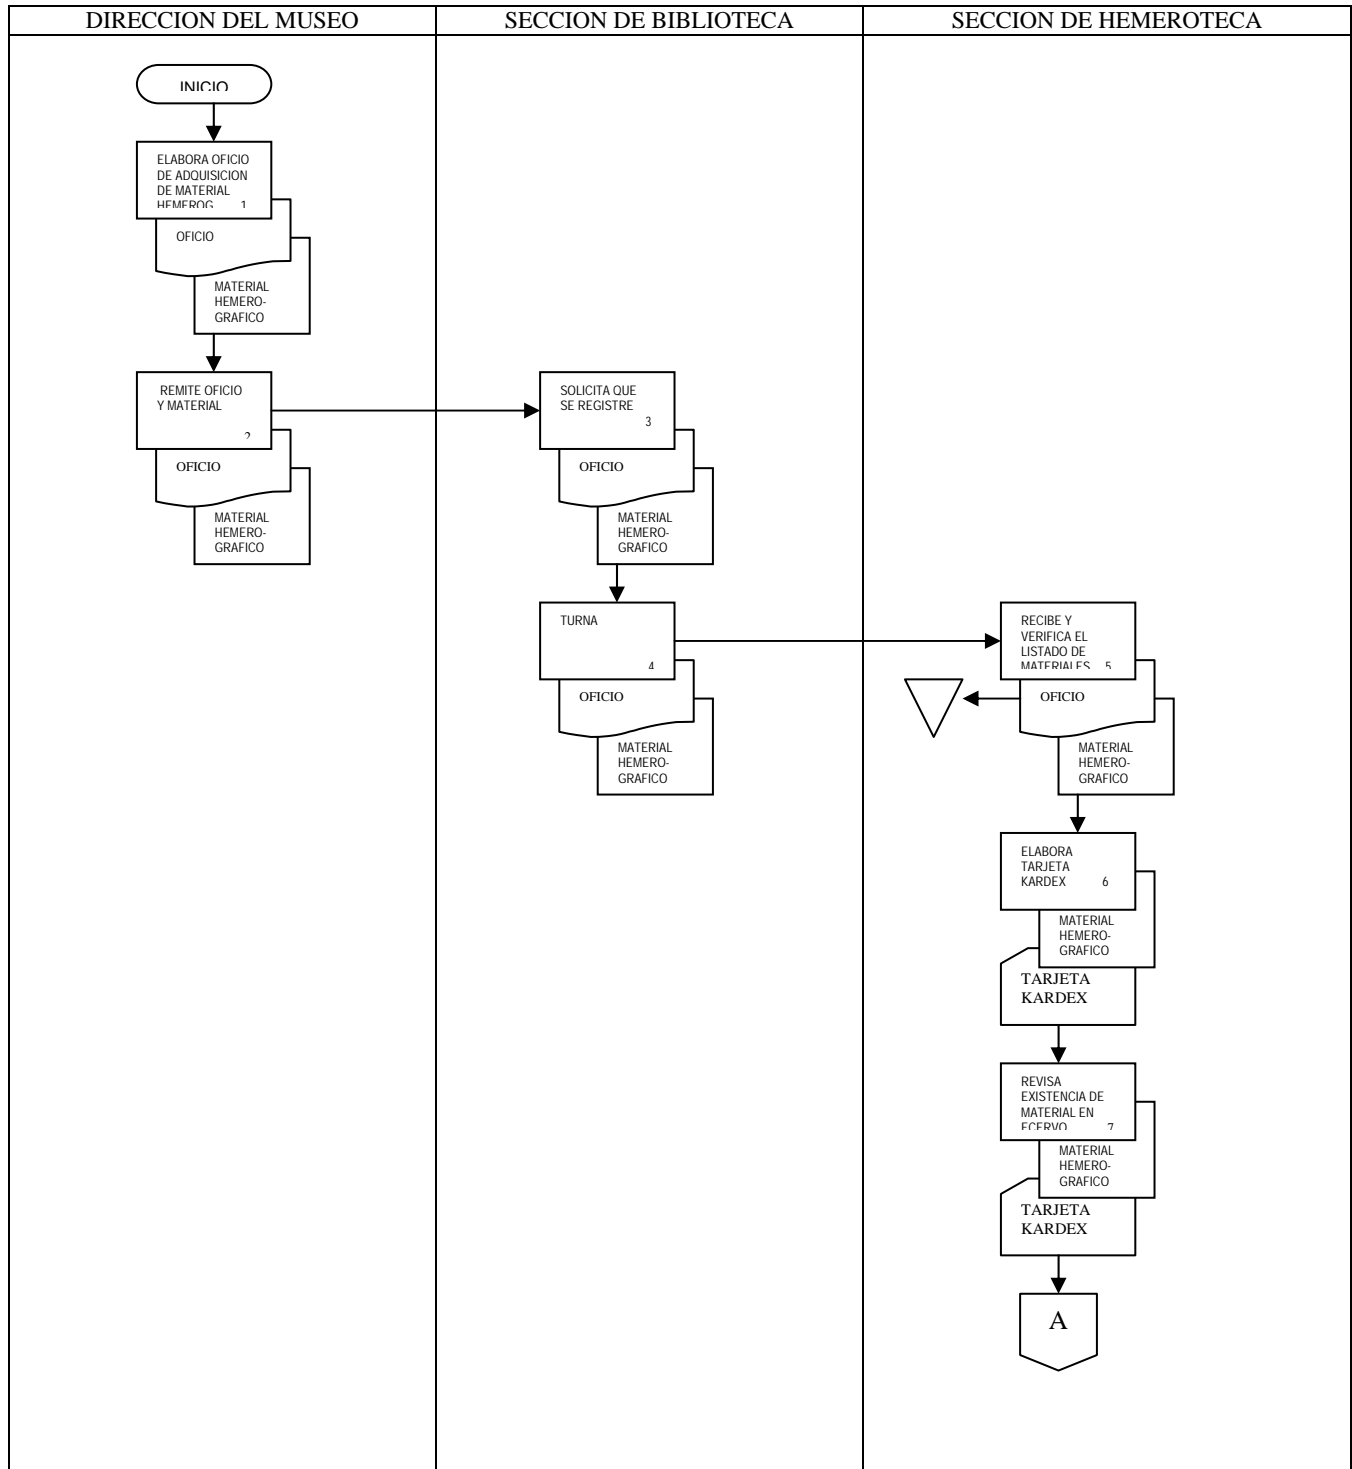 DIRECCION DEL MUSEO
SECCION DE BIBLIOTECA
SECCION DE HEMEROTECA
INICIO
ELABORA OFICIO
DE ADQUISICION
DE MATERIAL
HEMEROG 1
OFICIO
MATERIAL
HEMERO-
GRAFICO
REMITE OFICIO
Y MATERIAL
2
OFICIO
MATERIAL
HEMERO-
GRAFICO
SOLICITA QUE
SE REGISTRE
3
OFICIO
MATERIAL
HEMERO-
GRAFICO
TURNA
4
OFICIO
MATERIAL
HEMERO-
GRAFICO
RECIBE Y
VERIFICA EL
LISTADO DE
MATERIALES 5
OFICIO
MATERIAL
HEMERO-
GRAFICO
ELABORA
TARJETA
KARDEX 6
MATERIAL
HEMERO-
GRAFICO
TARJETA
KARDEX
REVISA
EXISTENCIA DE
MATERIAL EN
ECERVO 7
MATERIAL
HEMERO-
GRAFICO
TARJETA
KARDEX
A